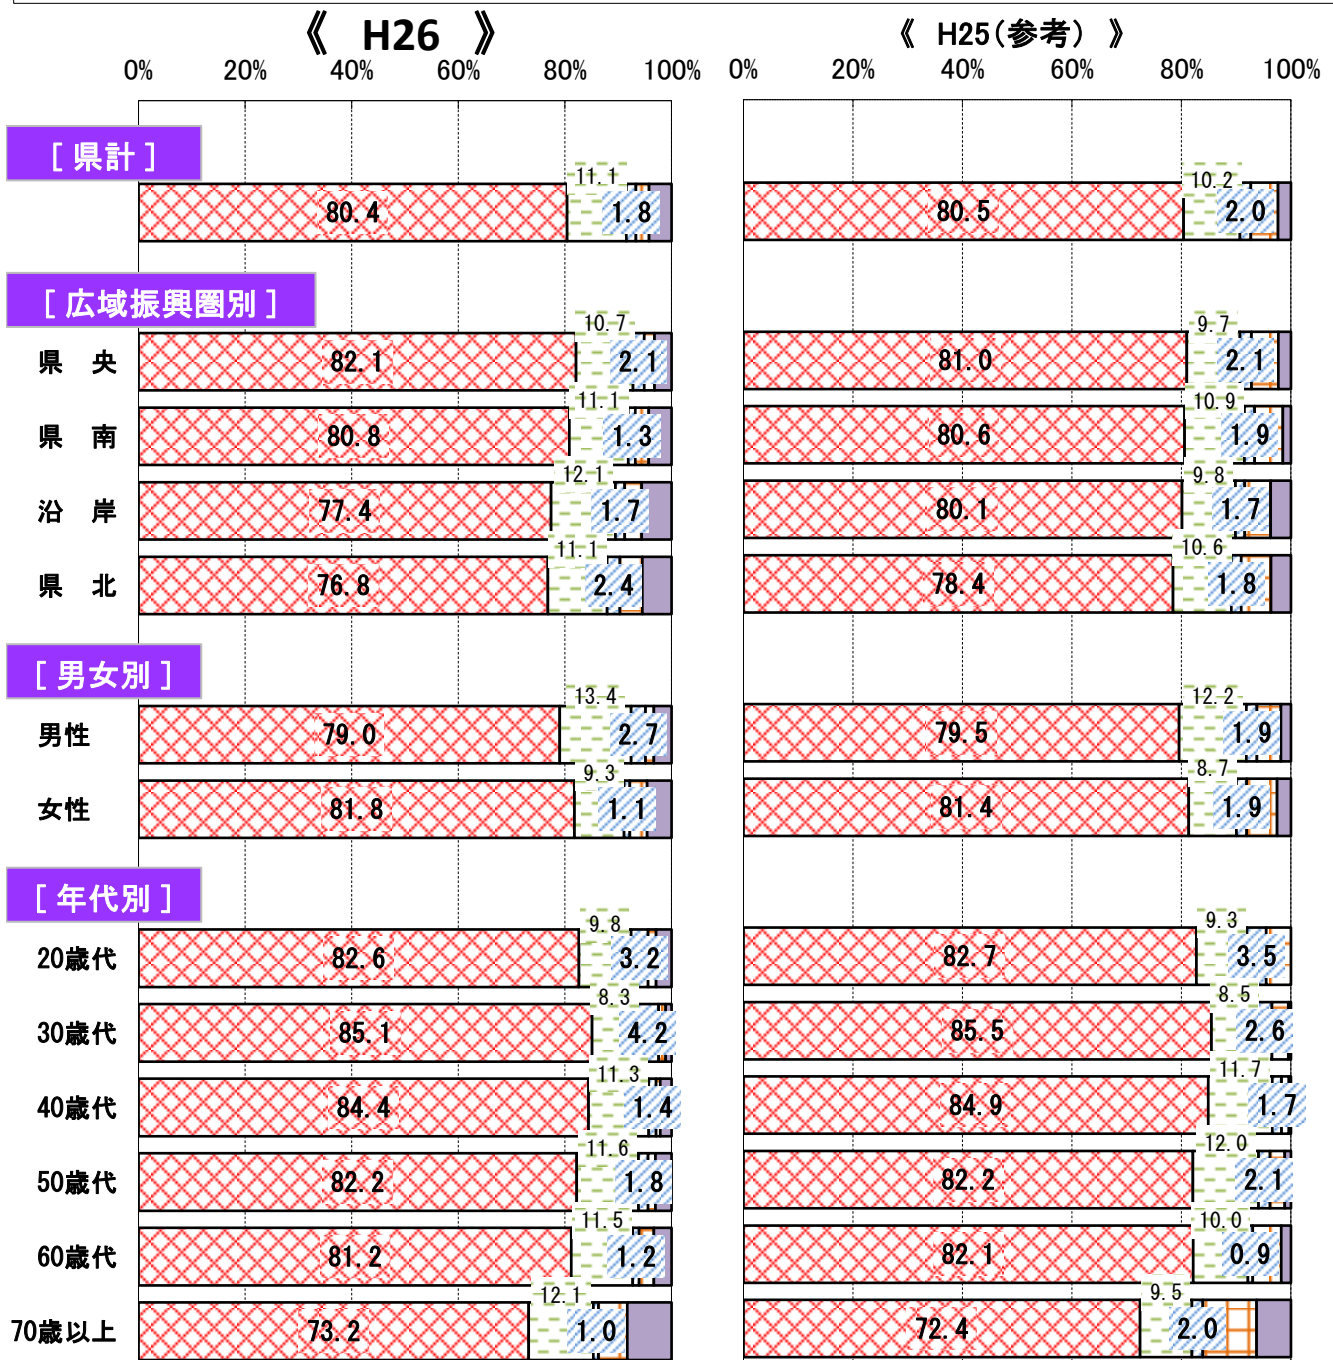 《 H26 》 《 H25(参考) 》
0% 20% 40% 60% 80% 100% 0% 20% 40% 60% 80% 100%
[ 県計 ]
11.1 10.2
80.4 1.8 80.5 2.0
[ 広域振興圏別 ]
10.7 9.7
県 央 82.1 2.1 81.0 2.1
11.1 10.9
県 南 80.8 1.3 80.6 1.9
12.1 9.8
沿 岸 77.4 1.7 80.1 1.7
11.1 10.6
県 北 76.8 2.4 78.4 1.8
[ 男女別 ]
13.4 12.2
男性 79.0 2.7 79.5 1.9
9.3 8.7
女性 81.8 1.1 81.4 1.9
[ 年代別 ]
9.8 9.3
20歳代 82.6 3.2 82.7 3.5
8.3 8.5
30歳代 85.1 4.2 85.5 2.6
11.3 11.7
40歳代 84.4 1.4 84.9 1.7
11.6 12.0
50歳代 82.2 1.8 82.2 2.1
11.5 10.0
60歳代 81.2 1.2 82.1 0.9
12.1 9.5
70歳以上 73.2 1.0 72.4 2.0